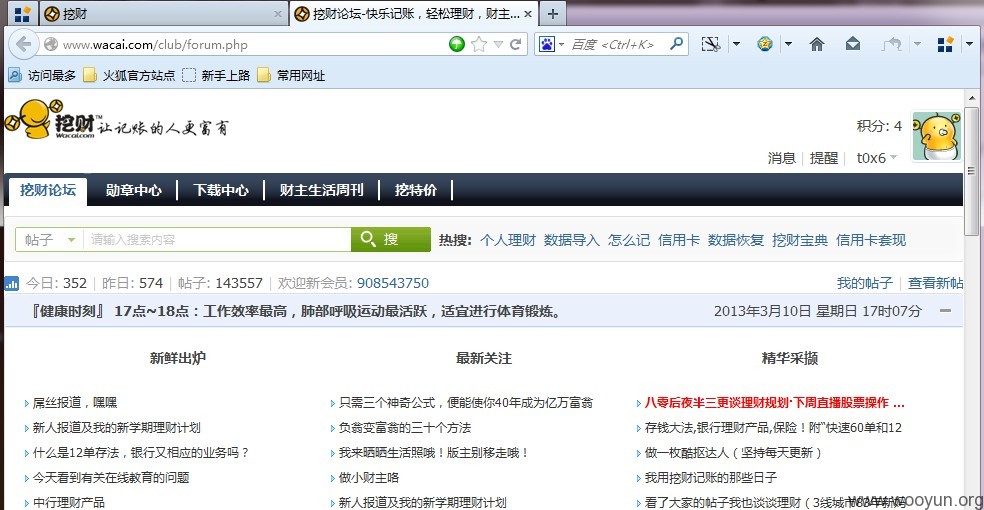 挖财
挖财论坛-快乐记账，轻松理财，财主...
www.wacai.com/club/forum.php
百度 <Ctrl+K>
访问最多 火狐官方站点 新手上路 常用网址
挖财™ 让记账的人更富有
Wacai.com
积分: 4
消息 提醒 t0x6
挖财论坛 勋章中心 下载中心 财主生活周刊 挖特价
帖子 请输入搜索内容 搜 热搜: 个人理财 数据导入 怎么记 信用卡 数据恢复 挖财宝典 信用卡套现
今日: 352 昨日: 574 帖子: 143557 欢迎新会员: 908543750 我的帖子 查看新帖
『健康时刻』 17点~18点：工作效率最高，肺部呼吸运动最活跃，适宜进行体育锻炼。 2013年3月10日 星期日 17时07分
新鲜出炉 最新关注 精华采撷
屌丝报道，嘿嘿 只需三个神奇公式，便能使你40年成为亿万富翁 八零后夜半三更谈理财规划·下周直播股票操作 ...
新人报道及我的新学期理财计划 负翁变富翁的三十个方法 存钱大法,银行理财产品,保险！附“快速60单和12
什么是12单存法，银行又相应的业务吗？ 我来晒晒生活照哦！版主别移走哦！ 做一枚酷抠达人（坚持每天更新）
今天看到有关在线教育的问题 做小财主咯 我用挖财记账的那些日子
中行理财产品 新人报道及我的新学期理财计划 看了大家的帖子我也谈谈理财（3线城市
www.wooyun.org